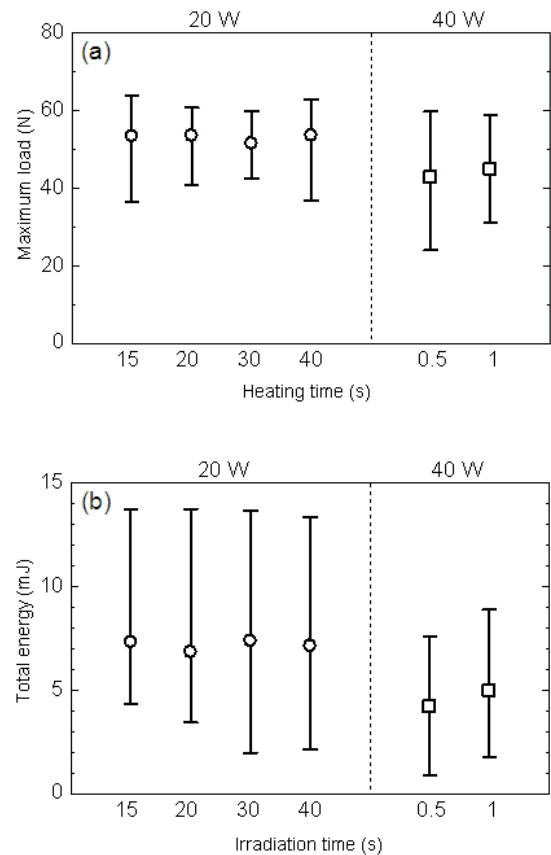 20 W 40 W
(a)
80
60
40
20
0
Maximum load (N)
15 20 30 40 0.5 1
Heating time (s)
20 W 40 W
(b)
15
10
5
0
Total energy (mJ)
15 20 30 40 0.5 1
Irradiation time (s)